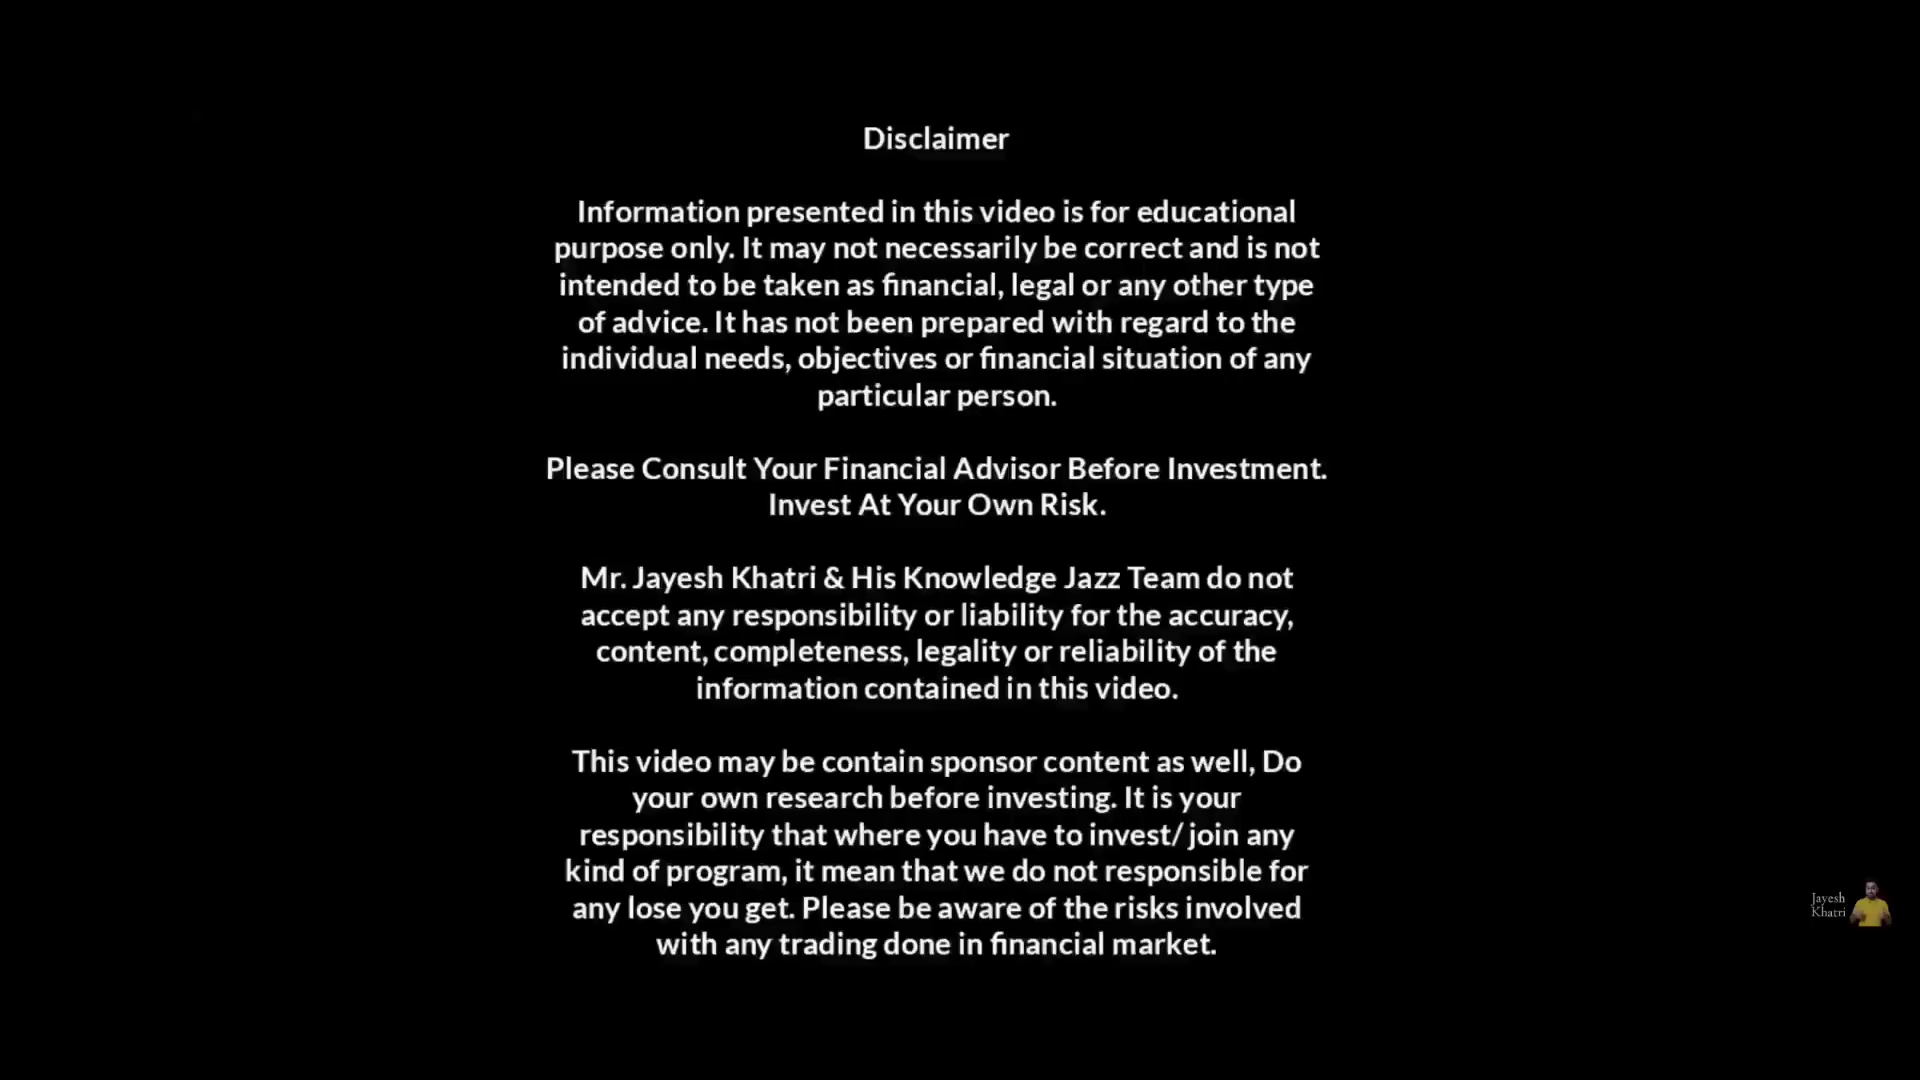 Disclaimer
Information presented in this video is for educational
purpose only. It may not necessarily be correct and is not
intended to be taken as financial, legal or any other type
of advice. It has not been prepared with regard to the
individual needs, objectives or financial situation of any
particular person.
Please Consult Your Financial Advisor Before Investment.
Invest At Your Own Risk.
Mr. Jayesh Khatri & His Knowledge Jazz Team do not
accept any responsibility or liability for the accuracy,
content, completeness, legality or reliability of the
information contained in this video.
This video may be contain sponsor content as well, Do
your own research before investing. It is your
responsibility that where you have to invest/ join any
kind of program, it mean that we do not responsible for
any lose you get. Please be aware of the risks involved
with any trading done in financial market.
Jayesh
Khatri